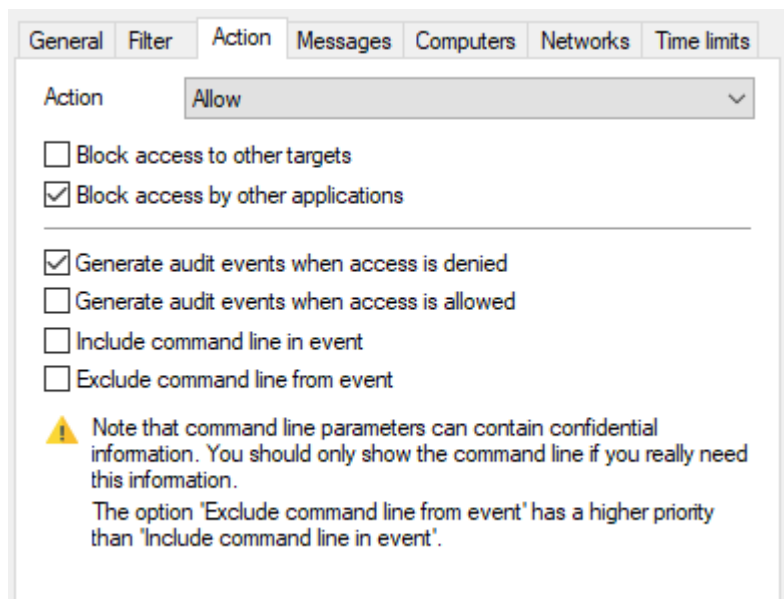 General Filter Action Messages Computers Networks Time limits
Action Allow
Block access to other targets
Block access by other applications
Generate audit events when access is denied
Generate audit events when access is allowed
Include command line in event
Exclude command line from event
Note that command line parameters can contain confidential
information. You should only show the command line if you really need
this information.
The option "Exclude command line from event" has a higher priority
than "Include command line in event".